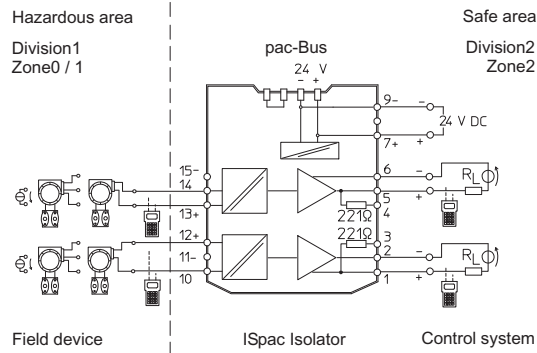 Hazardous area
Safe area
Division1
Zone0 / 1
pac-Bus
Division2
Zone2
24 V
- +
9-
-
24 V DC
7+
+
15-
14
13+
6
-
RL
5
+
221Ω
4
12+
221Ω
3
11-
2
-
RL
10
1
+
Field device
ISpac Isolator
Control system